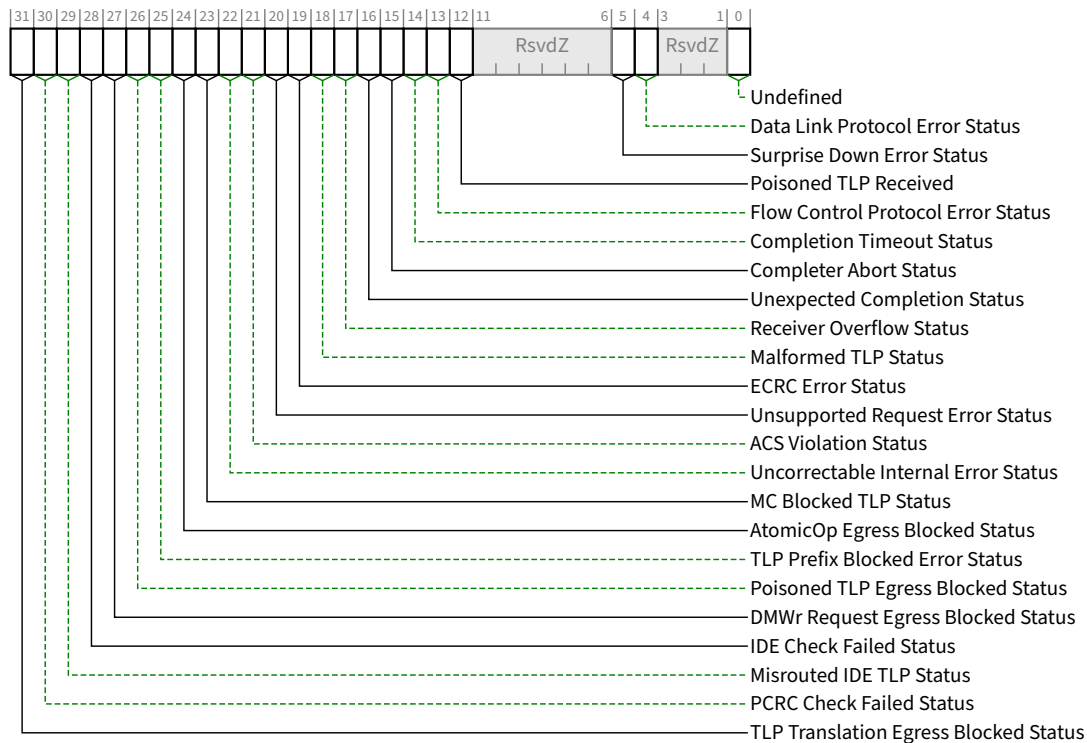 31 30 29 28 27 26 25 24 23 22 21 20 19 18 17 16 15 14 13 12 11 6 5 4 3 1 0
RsvdZ RsvdZ
Undefined
Data Link Protocol Error Status
Surprise Down Error Status
Poisoned TLP Received
Flow Control Protocol Error Status
Completion Timeout Status
Completer Abort Status
Unexpected Completion Status
Receiver Overflow Status
Malformed TLP Status
ECRC Error Status
Unsupported Request Error Status
ACS Violation Status
Uncorrectable Internal Error Status
MC Blocked TLP Status
AtomicOp Egress Blocked Status
TLP Prefix Blocked Error Status
Poisoned TLP Egress Blocked Status
DMWr Request Egress Blocked Status
IDE Check Failed Status
Misrouted IDE TLP Status
PCRC Check Failed Status
TLP Translation Egress Blocked Status